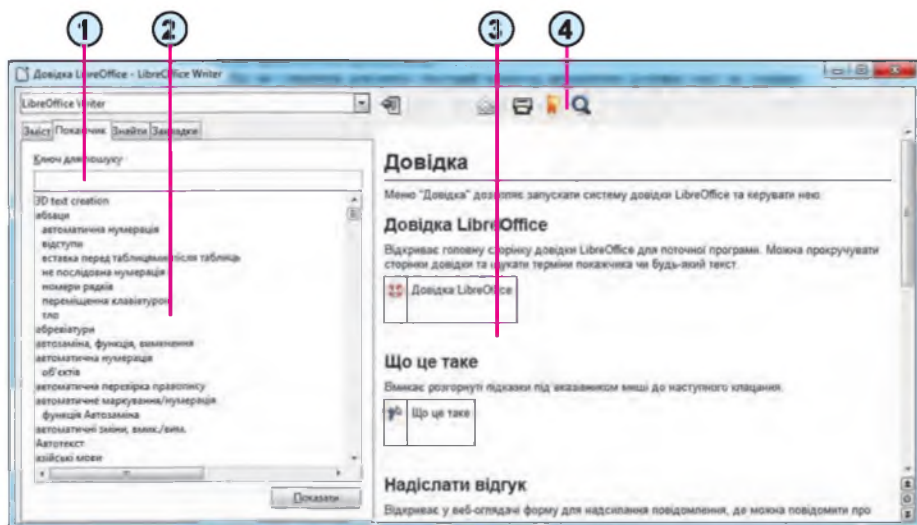 1 2 3 4
Довідка LibreOffice - LibreOffice Writer
LibreOffice Writer
Зміст Покажчик Знайти Закладки
Ключ для пошуку
3D text creation
абзаци
автоматична нумерація
відступи
вставка перед таблицями/після таблиць
не послідовна нумерація
номери рядків
переміщення клавіатурою
тло
абревіатури
автозаміна, функція, вимкнення
автоматична нумерація
об'єктів
автоматична перевірка правопису
автоматичне маркування/нумерація
функція Автозаміна
автоматичні зміни, вмик./вим.
Автотекст
азійські мови
Показати
Довідка
Меню "Довідка" дозволяє запускати систему довідки LibreOffice та керувати нею.
Довідка LibreOffice
Відкриває головну сторінку довідки LibreOffice для поточної програми. Можна прокручувати
сторінки довідки та шукати терміни покажчика чи будь-який текст.
Довідка LibreOffice
Що це таке
Вмикає розгорнуті підказки під вказівником миші до наступного клацання.
Що це таке
Надіслати відгук
Відкриває у веб-оглядачі форму для надсилання повідомлення, де можна повідомити про